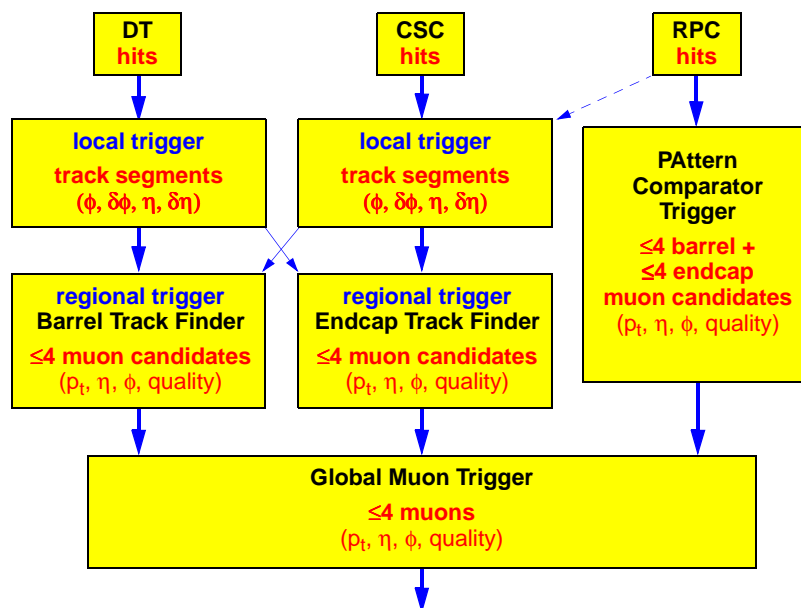 DT
hits
CSC
hits
RPC
hits
local trigger
track segments
(ϕ, δϕ, η, δη)
local trigger
track segments
(ϕ, δϕ, η, δη)
PAttern
Comparator
Trigger
≤4 barrel +
≤4 endcap
muon candidates
(pt, η, ϕ, quality)
regional trigger
Barrel Track Finder
≤4 muon candidates
(pt, η, ϕ, quality)
regional trigger
Endcap Track Finder
≤4 muon candidates
(pt, η, ϕ, quality)
Global Muon Trigger
≤4 muons
(pt, η, ϕ, quality)